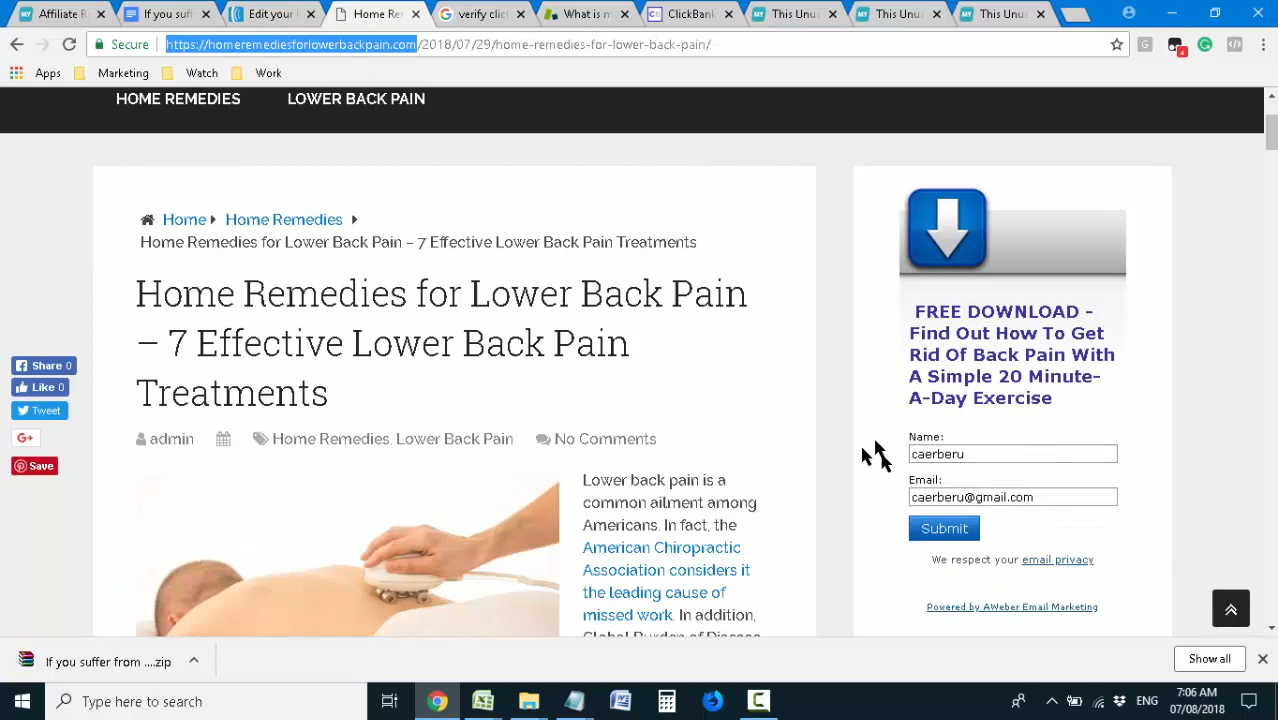 Affiliate R
If you suff
Edit your
Home Re
verify click
What is m
ClickBank
This Unus
This Unus
This Unus
Secure
https://homeremediesforlowerbackpain.com/2018/07/29/home-remedies-for-lower-back-pain/
Apps
Marketing
Watch
Work
HOME REMEDIES
LOWER BACK PAIN
Home
Home Remedies
Home Remedies for Lower Back Pain – 7 Effective Lower Back Pain Treatments
Home Remedies for Lower Back Pain
– 7 Effective Lower Back Pain
Treatments
admin
Home Remedies, Lower Back Pain
No Comments
Share 0
Like 0
Tweet
G+
Save
Lower back pain is a
common ailment among
Americans. In fact, the
American Chiropractic
Association considers it
the leading cause of
missed work. In addition,
Global Burden of Disease
FREE DOWNLOAD -
Find Out How To Get
Rid Of Back Pain With
A Simple 20 Minute-
A-Day Exercise
Name:
caerberu
Email:
caerberu@gmail.com
Submit
We respect your email privacy
Powered by AWeber Email Marketing
If you suffer from ....zip
Show all
Type here to search
ENG
7:06 AM
07/08/2018